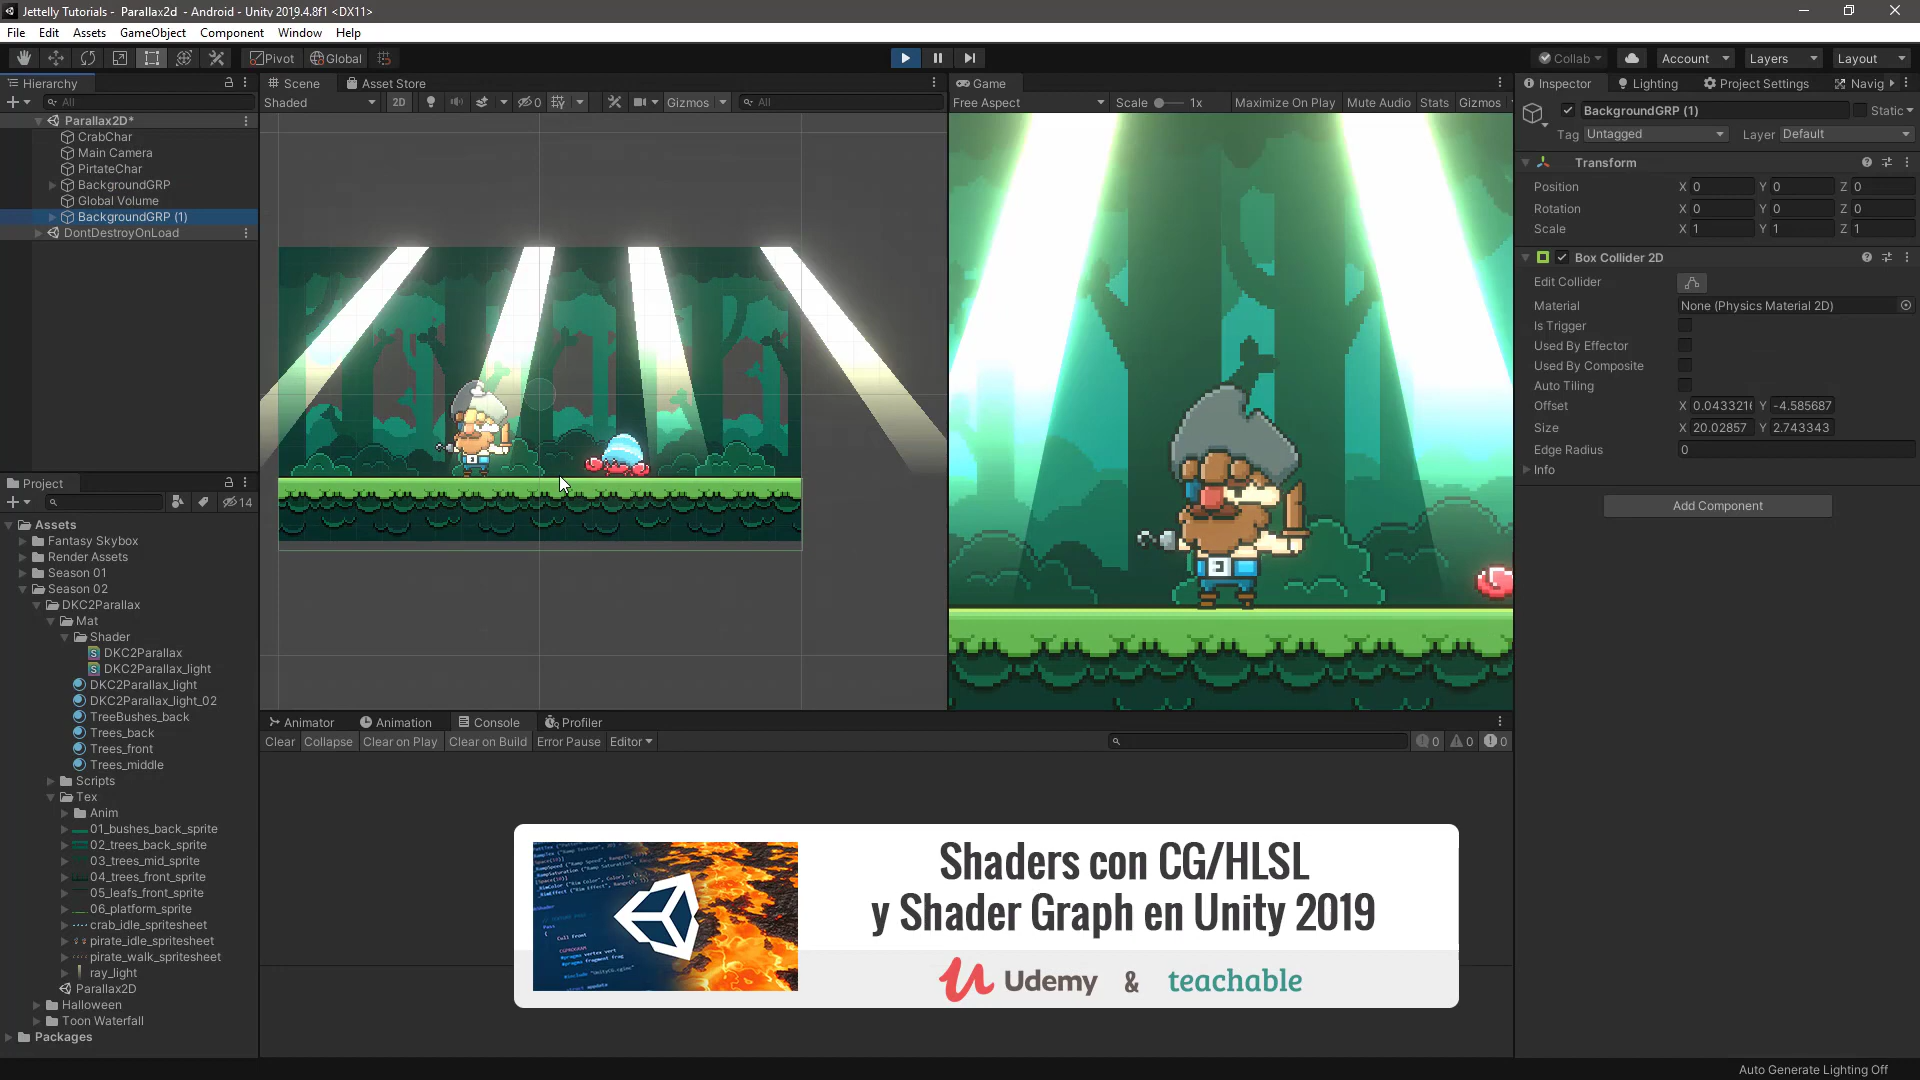 Jettelly Tutorials - Parallax2d - Android - Unity 2019.4.8f1 <DX11>
File Edit Assets GameObject Component Window Help
Pivot Global Collab Account Layers Layout
Hierarchy
All
Parallax2D*
CrabChar
Main Camera
PirtateChar
BackgroundGRP
Global Volume
BackgroundGRP (1)
DontDestroyOnLoad
Scene Asset Store
Shaded 2D 0 Gizmos All
Game
Free Aspect Scale 1x Maximize On Play Mute Audio Stats Gizmos
Inspector Lighting Project Settings Navig
BackgroundGRP (1) Static
Tag Untagged Layer Default
Transform
Position X 0 Y 0 Z 0
Rotation X 0 Y 0 Z 0
Scale X 1 Y 1 Z 1
Box Collider 2D
Edit Collider
Material None (Physics Material 2D)
Is Trigger
Used By Effector
Used By Composite
Auto Tiling
Offset X 0.043321 Y -4.585687
Size X 20.02857 Y 2.743343
Edge Radius 0
Info
Add Component
Project
14
Assets
Fantasy Skybox
Render Assets
Season 01
Season 02
DKC2Parallax
Mat
Shader
DKC2Parallax
DKC2Parallax_light
DKC2Parallax_light
DKC2Parallax_light_02
TreeBushes_back
Trees_back
Trees_front
Trees_middle
Scripts
Tex
Anim
01_bushes_back_sprite
02_trees_back_sprite
03_trees_mid_sprite
04_trees_front_sprite
05_leafs_front_sprite
06_platform_sprite
crab_idle_spritesheet
pirate_idle_spritesheet
pirate_walk_spritesheet
ray_light
Parallax2D
Halloween
Toon Waterfall
Packages
Animator Animation Console Profiler
Clear Collapse Clear on Play Clear on Build Error Pause Editor 0 0 0
Shaders con CG/HLSL
y Shader Graph en Unity 2019
Udemy & teachable
Auto Generate Lighting Off